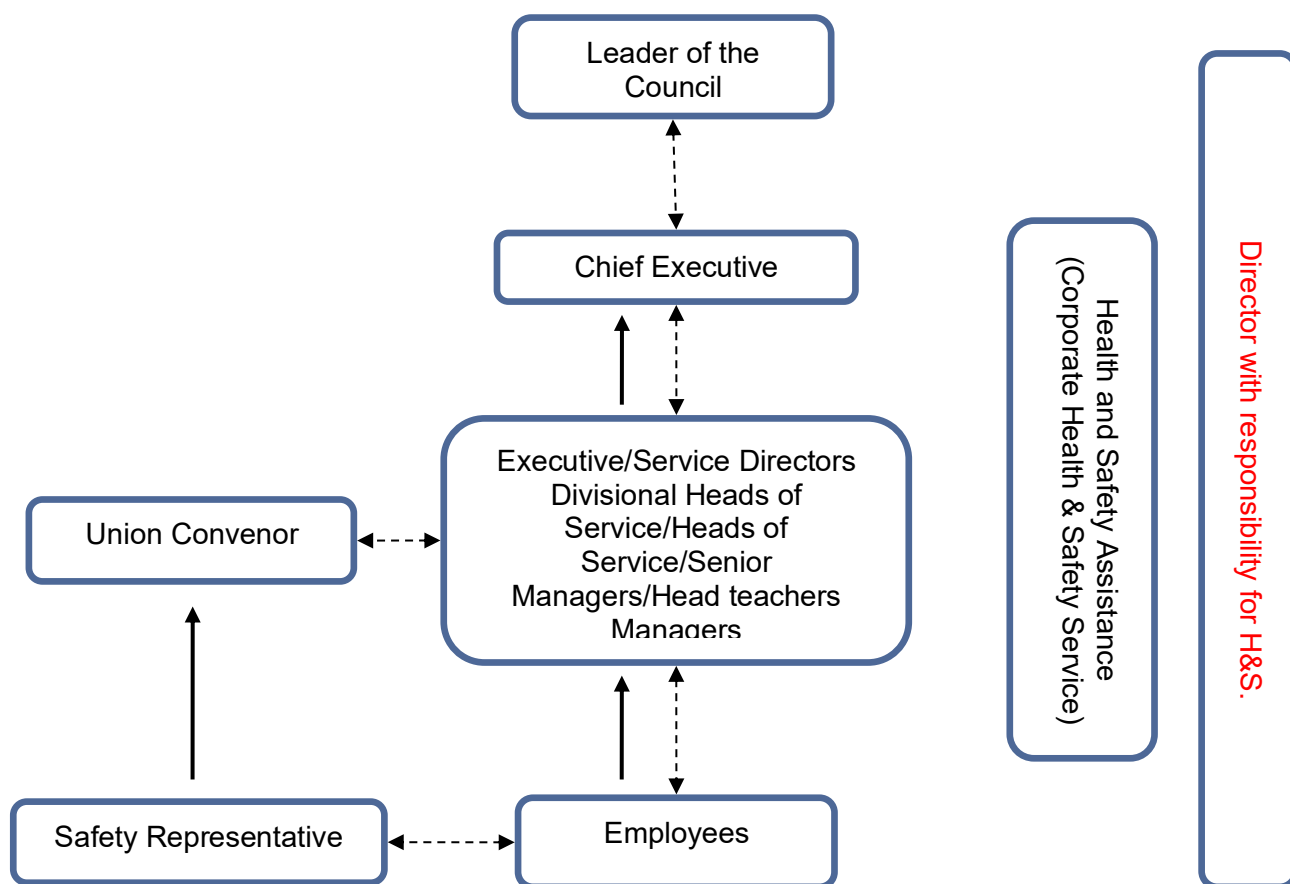 Leader of the
Council
Chief Executive
Executive/Service Directors
Divisional Heads of
Service/Heads of
Service/Senior
Managers/Head teachers
Managers
Union Convenor
Safety Representative
Employees
Health and Safety Assistance
(Corporate Health & Safety Service)
Director with responsibility for H&S.